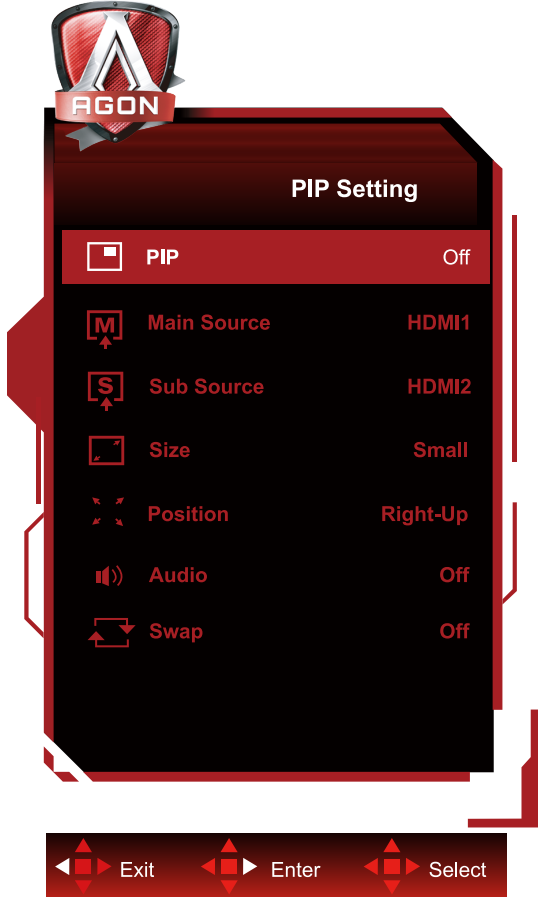 AGON
PIP Setting
PIP Off
M Main Source HDMI1
S Sub Source HDMI2
Size Small
Position Right-Up
Audio Off
Swap Off
Exit Enter Select